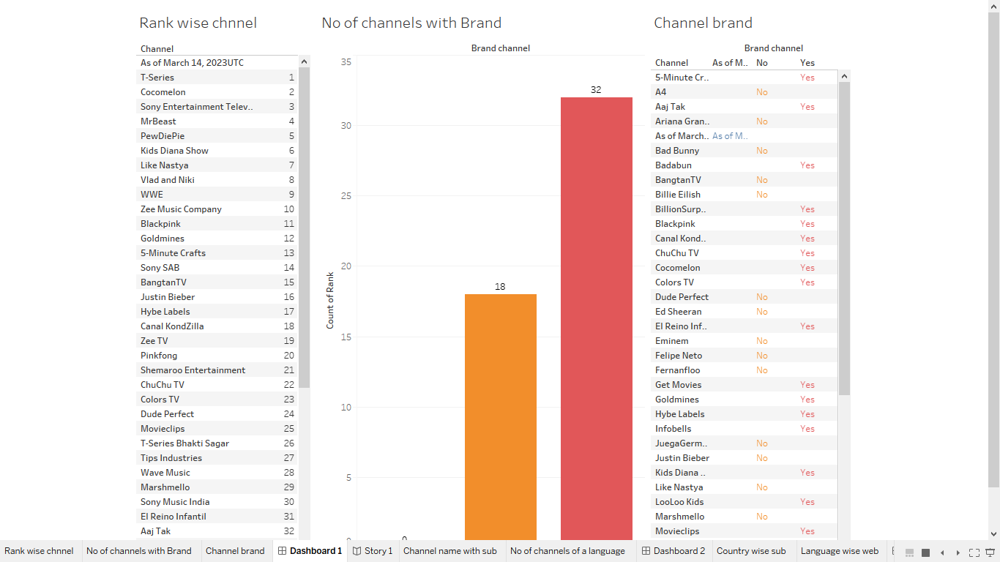 Rank wise chnnel
Channel
As of March 14, 2023UTC
T-Series 1
Cocomelon 2
Sony Entertainment Telev.. 3
MrBeast 4
PewDiePie 5
Kids Diana Show 6
Like Nastya 7
Vlad and Niki 8
WWE 9
Zee Music Company 10
Blackpink 11
Goldmines 12
5-Minute Crafts 13
Sony SAB 14
BangtanTV 15
Justin Bieber 16
Hybe Labels 17
Canal KondZilla 18
Zee TV 19
Pinkfong 20
Shemaroo Entertainment 21
ChuChu TV 22
Colors TV 23
Dude Perfect 24
Movieclips 25
T-Series Bhakti Sagar 26
Tips Industries 27
Wave Music 28
Marshmello 29
Sony Music India 30
El Reino Infantil 31
Aaj Tak 32
No of channels with Brand
Brand channel
35
30
25
20
15
10
5
0
Count of Rank
0
18
32
Channel brand
Brand channel
Channel As of M.. No Yes
5-Minute Cr.. Yes
A4 No
Aaj Tak Yes
Ariana Gran.. No
As of March.. As of M..
Bad Bunny No
Badabun Yes
BangtanTV No
Billie Eilish No
BillionSurp.. Yes
Blackpink Yes
Canal Kond.. Yes
ChuChu TV Yes
Cocomelon Yes
Colors TV Yes
Dude Perfect No
Ed Sheeran No
El Reino Inf.. Yes
Eminem No
Felipe Neto No
Fernanfloo No
Get Movies Yes
Goldmines Yes
Hybe Labels Yes
Infobells Yes
JuegaGerm.. No
Justin Bieber No
Kids Diana .. Yes
Like Nastya No
LooLoo Kids Yes
Marshmello No
Movieclips Yes
Rank wise chnnel No of channels with Brand Channel brand Dashboard 1 Story 1 Channel name with sub No of channels of a language Dashboard 2 Country wise sub Language wise web